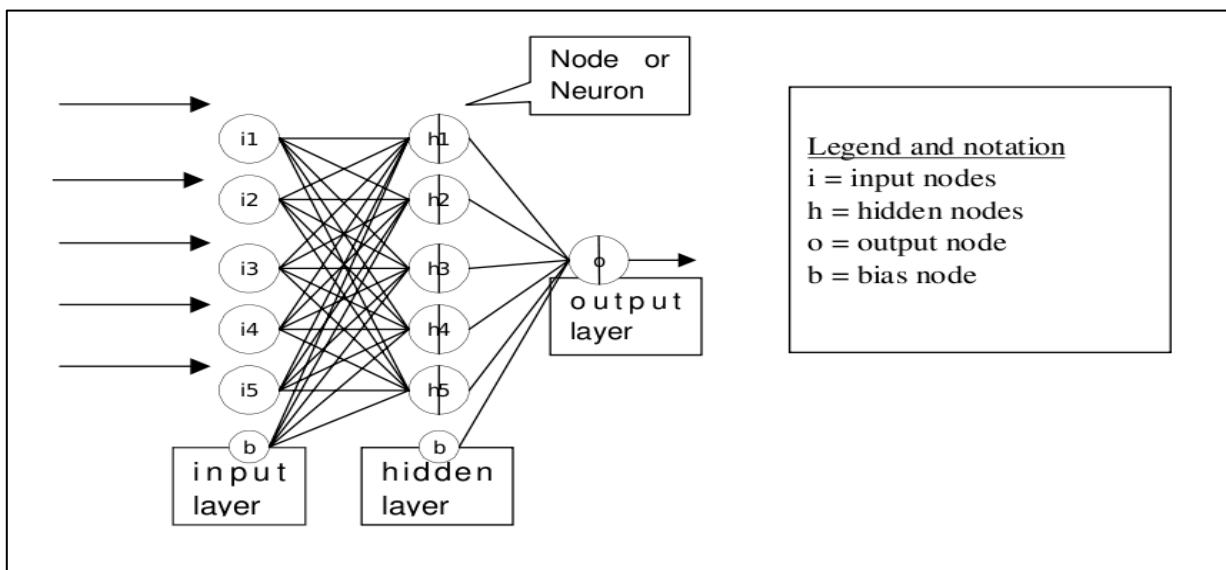 Node or
Neuron
i1
h1
i2
h2
i3
h3
o
i4
h4
output
layer
i5
h5
b
b
input
layer
hidden
layer
Legend and notation
i = input nodes
h = hidden nodes
o = output node
b = bias node